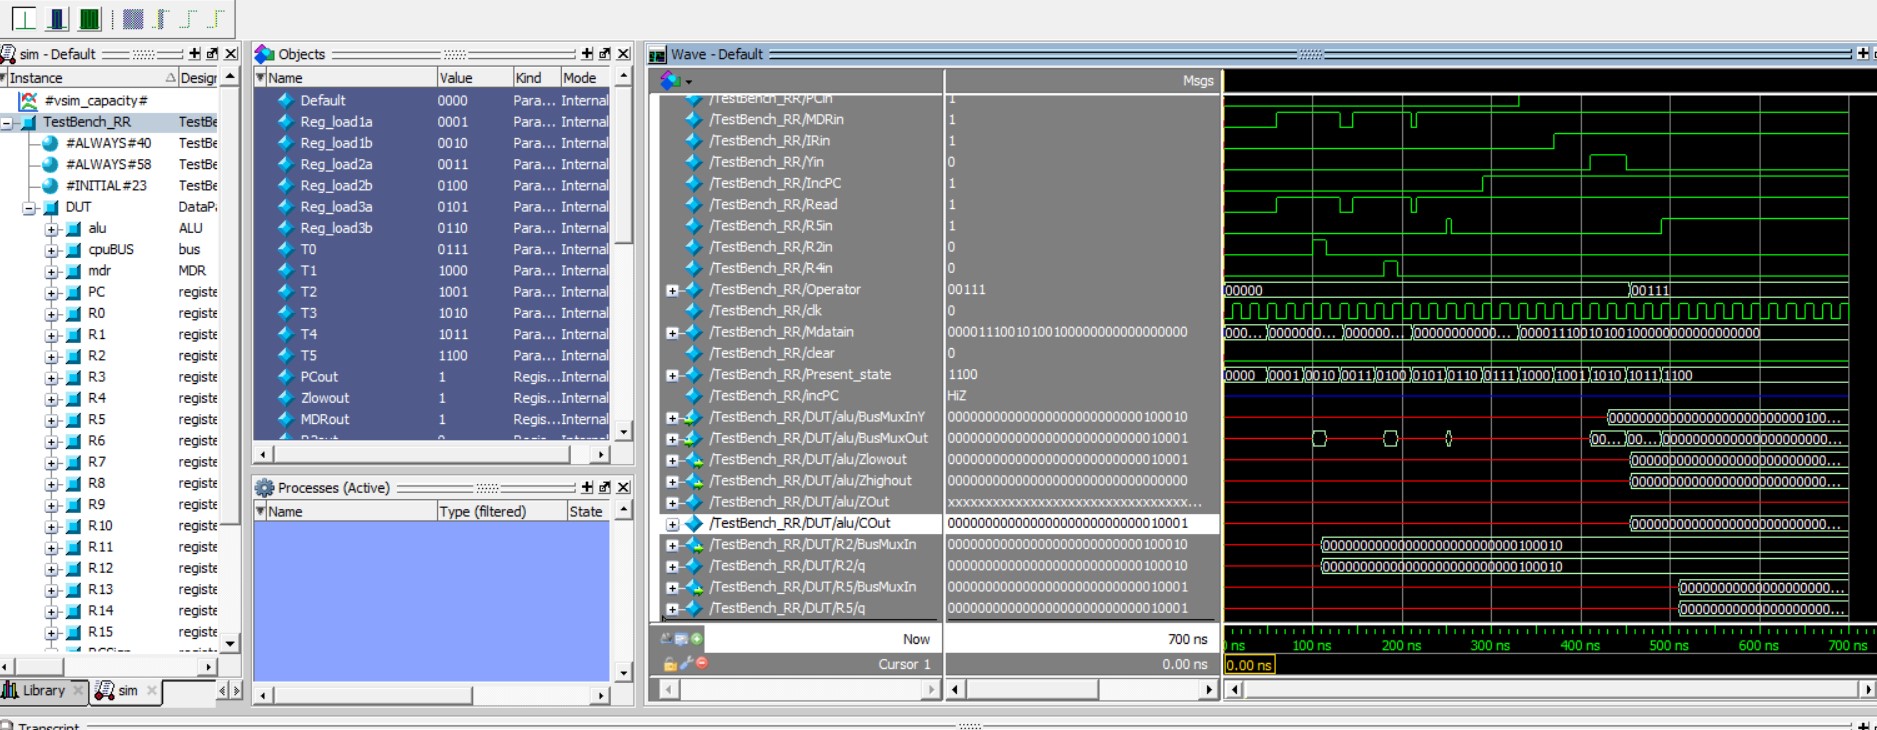 sim - Default
Instance Design
#vsim_capacity#
TestBench_RR TestBe
#ALWAYS#40 TestBe
#ALWAYS#58 TestBe
#INITIAL#23 TestBe
DUT DataPa
alu ALU
cpuBUS bus
mdr MDR
PC registe
R0 registe
R1 registe
R2 registe
R3 registe
R4 registe
R5 registe
R6 registe
R7 registe
R8 registe
R9 registe
R10 registe
R11 registe
R12 registe
R13 registe
R14 registe
R15 registe
Library sim
Objects
Name Value Kind Mode
Default 0000 Para... Internal
Reg_load1a 0001 Para... Internal
Reg_load1b 0010 Para... Internal
Reg_load2a 0011 Para... Internal
Reg_load2b 0100 Para... Internal
Reg_load3a 0101 Para... Internal
Reg_load3b 0110 Para... Internal
T0 0111 Para... Internal
T1 1000 Para... Internal
T2 1001 Para... Internal
T3 1010 Para... Internal
T4 1011 Para... Internal
T5 1100 Para... Internal
PCout 1 Regis... Internal
Zlowout 1 Regis... Internal
MDRout 1 Regis... Internal
Processes (Active)
Name Type (filtered) State
Wave - Default
Msgs
/TestBench_RR/PCin 1
/TestBench_RR/MDRin 1
/TestBench_RR/IRin 1
/TestBench_RR/Yin 0
/TestBench_RR/IncPC 1
/TestBench_RR/Read 1
/TestBench_RR/R5in 1
/TestBench_RR/R2in 0
/TestBench_RR/R4in 0
/TestBench_RR/Operator 00111 00000 00111
/TestBench_RR/clk 0
/TestBench_RR/Mdatain 00001111001010010000000000000000 000... 0000000... 000000... 00000000000... 00001111001010010000000000000000
/TestBench_RR/clear 0
/TestBench_RR/Present_state 1100 0000 0001 0010 0011 0100 0101 0110 0111 1000 1001 1010 1011 1100
/TestBench_RR/incPC HiZ
/TestBench_RR/DUT/alu/BusMuxInY 00000000000000000000000000100010 00000000000000000000000000100...
/TestBench_RR/DUT/alu/BusMuxOut 00000000000000000000000000010001 00... 00... 0000000000000000000000...
/TestBench_RR/DUT/alu/Zlowout 00000000000000000000000000010001 00000000000000000000000000...
/TestBench_RR/DUT/alu/Zhighout 00000000000000000000000000000000 00000000000000000000000000...
/TestBench_RR/DUT/alu/ZOut xxxxxxxxxxxxxxxxxxxxxxxxxxxxxxxx...
/TestBench_RR/DUT/alu/COut 00000000000000000000000000010001 00000000000000000000000000...
/TestBench_RR/DUT/R2/BusMuxIn 00000000000000000000000000100010 00000000000000000000000000100010
/TestBench_RR/DUT/R2/q 00000000000000000000000000100010 00000000000000000000000000100010
/TestBench_RR/DUT/R5/BusMuxIn 00000000000000000000000000010001 00000000000000000000...
/TestBench_RR/DUT/R5/q 00000000000000000000000000010001 00000000000000000000...
Now 700 ns ns 100 ns 200 ns 300 ns 400 ns 500 ns 600 ns 700 ns
Cursor 1 0.00 ns 0.00 ns
Transcript